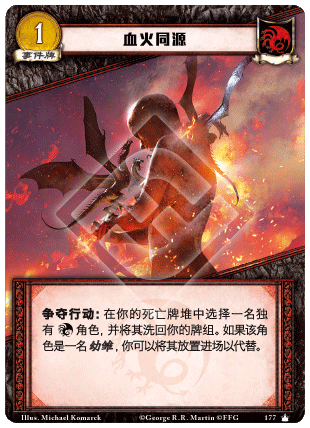 1
事件牌
血火同源
争夺行动：在你的死亡牌堆中选择一名独
有 角色，并将其洗回你的牌组。如果该角
色是一名幼雏，你可以将其放置进场以代替。
Illus. Michael Komarck ©George R.R. Martin ©FFG 177